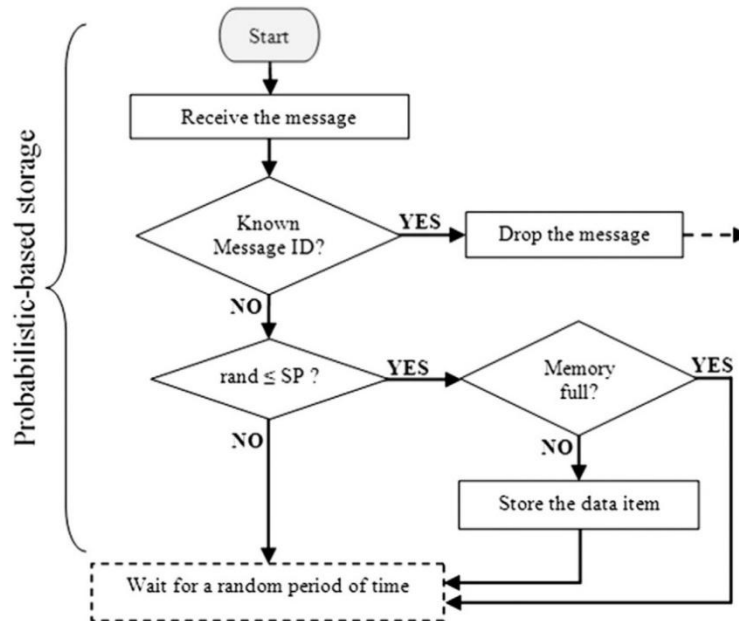 Start
Receive the message
Known
Message ID?
YES
Drop the message
NO
rand ≤ SP ?
YES
Memory
full?
YES
NO
NO
Store the data item
Wait for a random period of time
Probabilistic-based storage